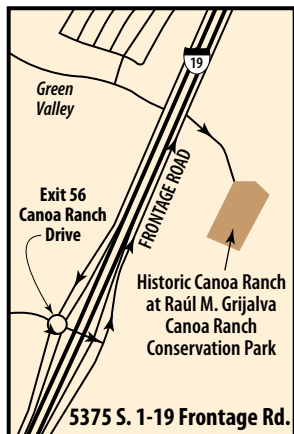 19
Green
Valley
FRONTAGE ROAD
Exit 56
Canoa Ranch
Drive
Historic Canoa Ranch
at Raúl M. Grijalva
Canoa Ranch
Conservation Park
5375 S. 1-19 Frontage Rd.